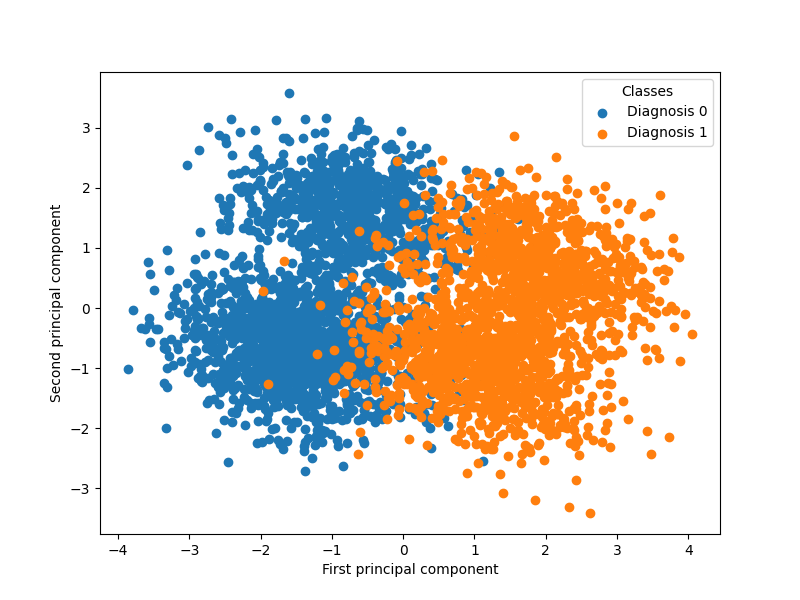 Classes
Diagnosis 0
Diagnosis 1
Second principal component
3
2
1
0
−1
−2
−3
−4 −3 −2 −1 0 1 2 3 4
First principal component